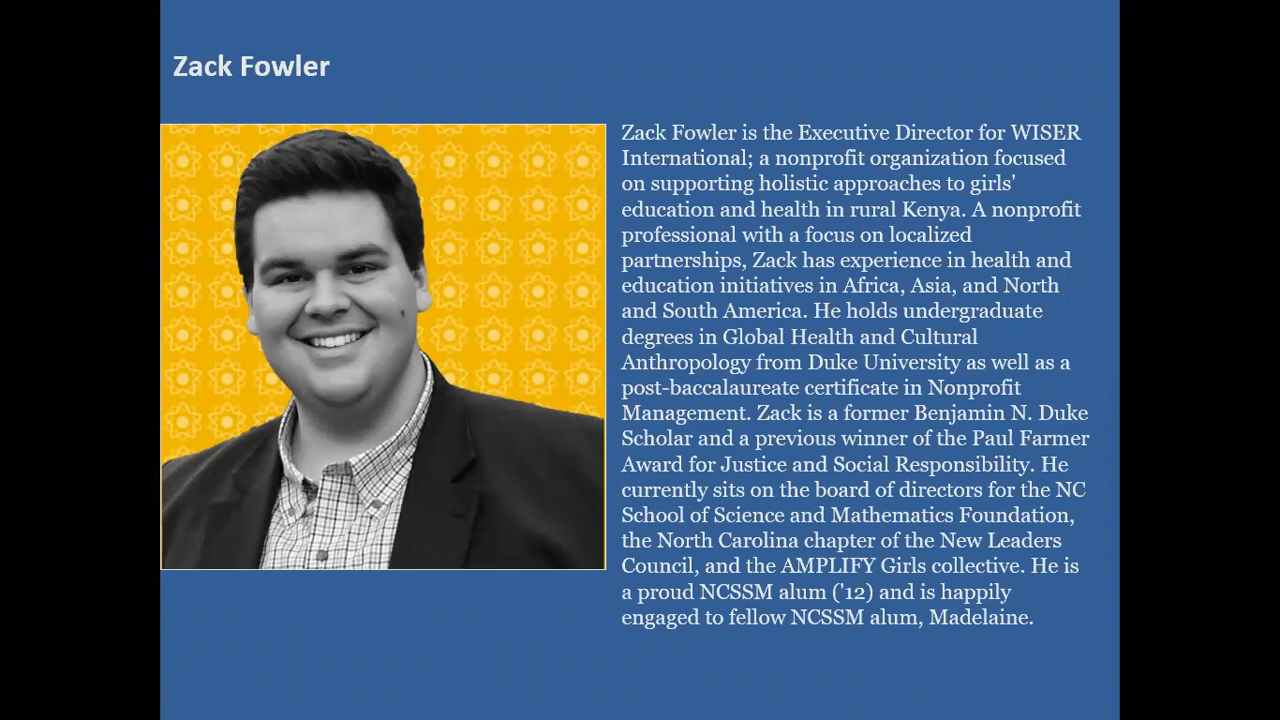 Zack Fowler
Zack Fowler is the Executive Director for WISER
International; a nonprofit organization focused
on supporting holistic approaches to girls'
education and health in rural Kenya. A nonprofit
professional with a focus on localized
partnerships, Zack has experience in health and
education initiatives in Africa, Asia, and North
and South America. He holds undergraduate
degrees in Global Health and Cultural
Anthropology from Duke University as well as a
post-baccalaureate certificate in Nonprofit
Management. Zack is a former Benjamin N. Duke
Scholar and a previous winner of the Paul Farmer
Award for Justice and Social Responsibility. He
currently sits on the board of directors for the NC
School of Science and Mathematics Foundation,
the North Carolina chapter of the New Leaders
Council, and the AMPLIFY Girls collective. He is
a proud NCSSM alum ('12) and is happily
engaged to fellow NCSSM alum, Madelaine.